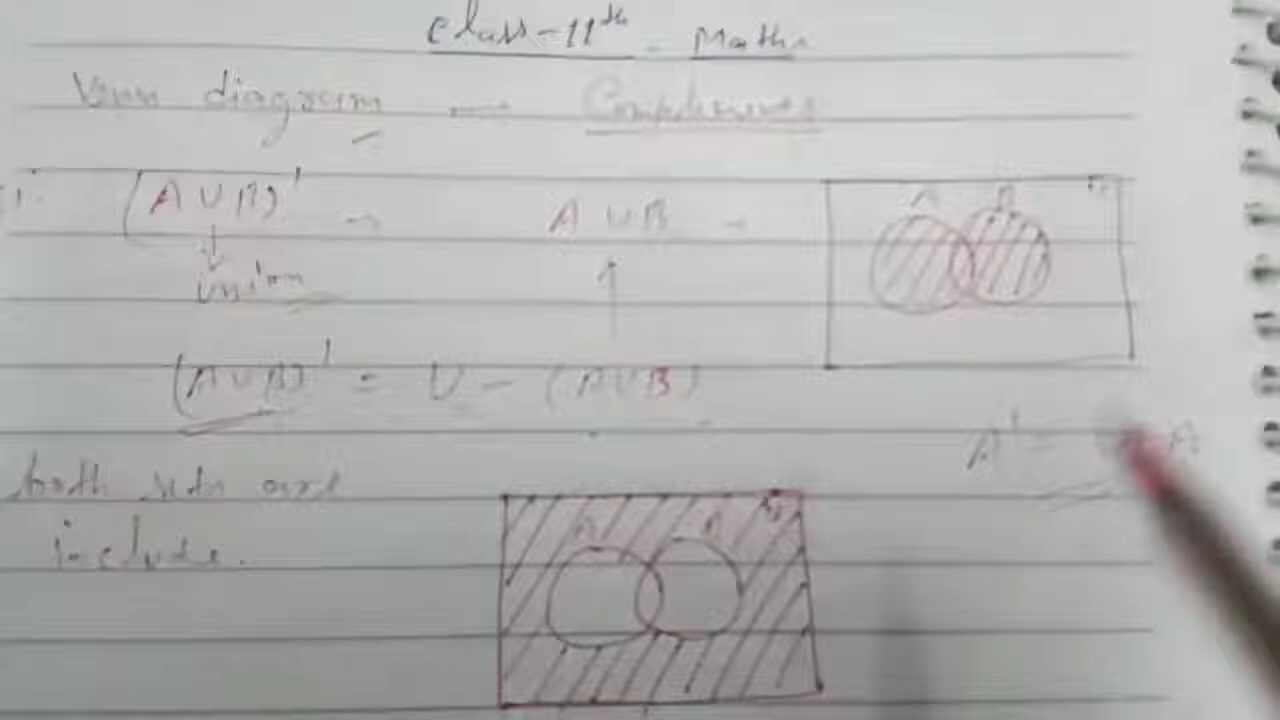 Class-11th - Maths
Venn diagram —
1. (A ∪ B)' ~ A ∪ B -
A B
union
(A ∪ B)' = U - (A ∪ B)
A' = A
both sets are
include.
A B